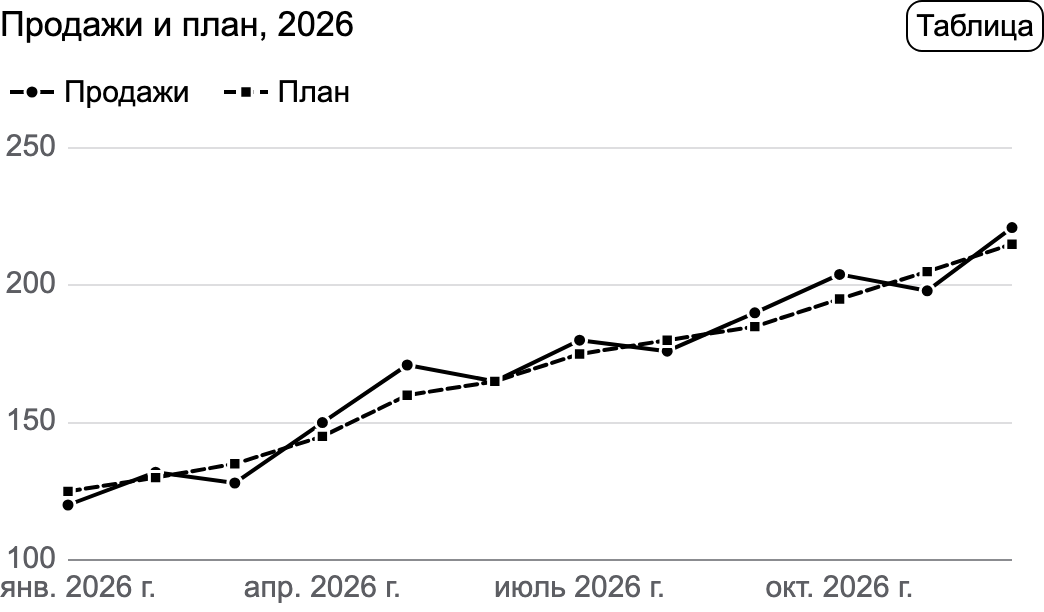 Продажи и план, 2026
Таблица
Продажи План
250
200
150
100
янв. 2026 г. апр. 2026 г. июль 2026 г. окт. 2026 г.